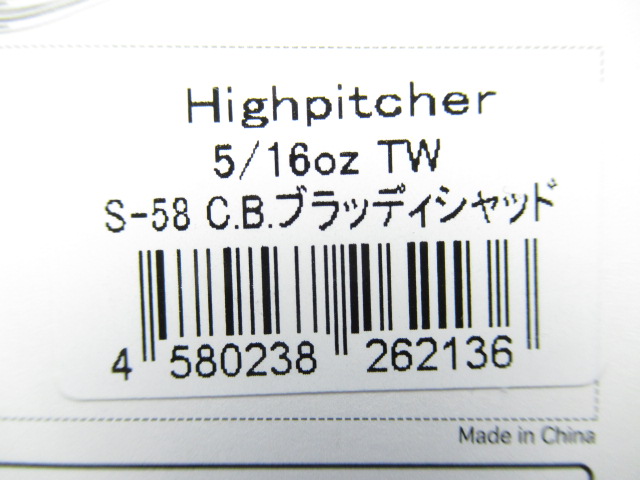 Highpitcher
5/16oz TW
S-58 C.B.ブラッディシャッド
4 580238 262136
Made in China